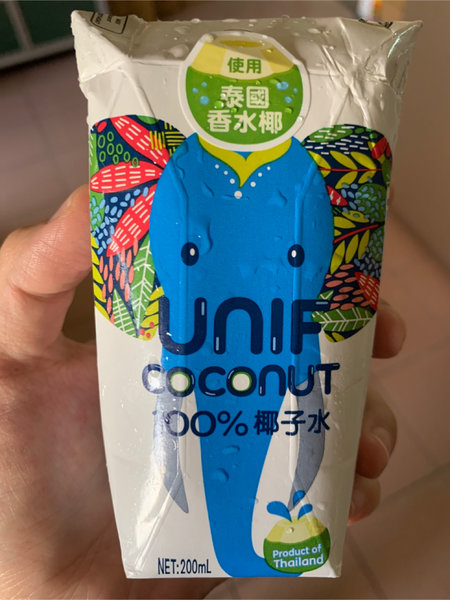 使用
泰國
香水椰
UNIF
COCONUT
100% 椰子水
Product of
Thailand
NET:200mL